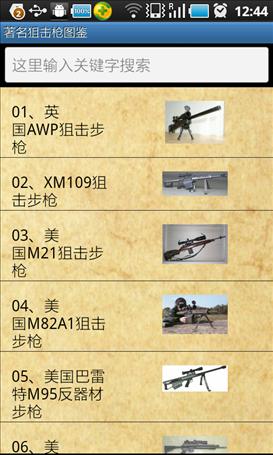 2
100%
R
12:44
著名狙击枪图鉴
这里输入关键字搜索
01、英
国AWP狙击步
枪
02、XM109狙
击步枪
03、美
国M21狙击步
枪
04、美
国M82A1狙击
步枪
05、美国巴雷
特M95反器材
步枪
06、美